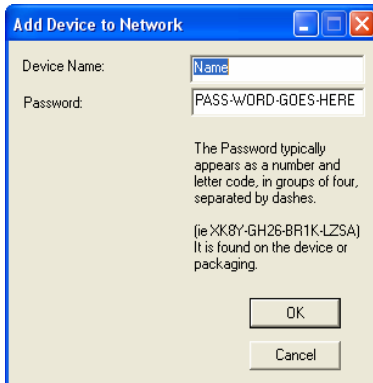 Add Device to Network
Device Name:
Name
Password:
PASS-WORD-GOES-HERE
The Password typically
appears as a number and
letter code, in groups of four,
separated by dashes.
(ie XK8Y-GH26-BR1K-LZSA)
It is found on the device or
packaging.
OK
Cancel